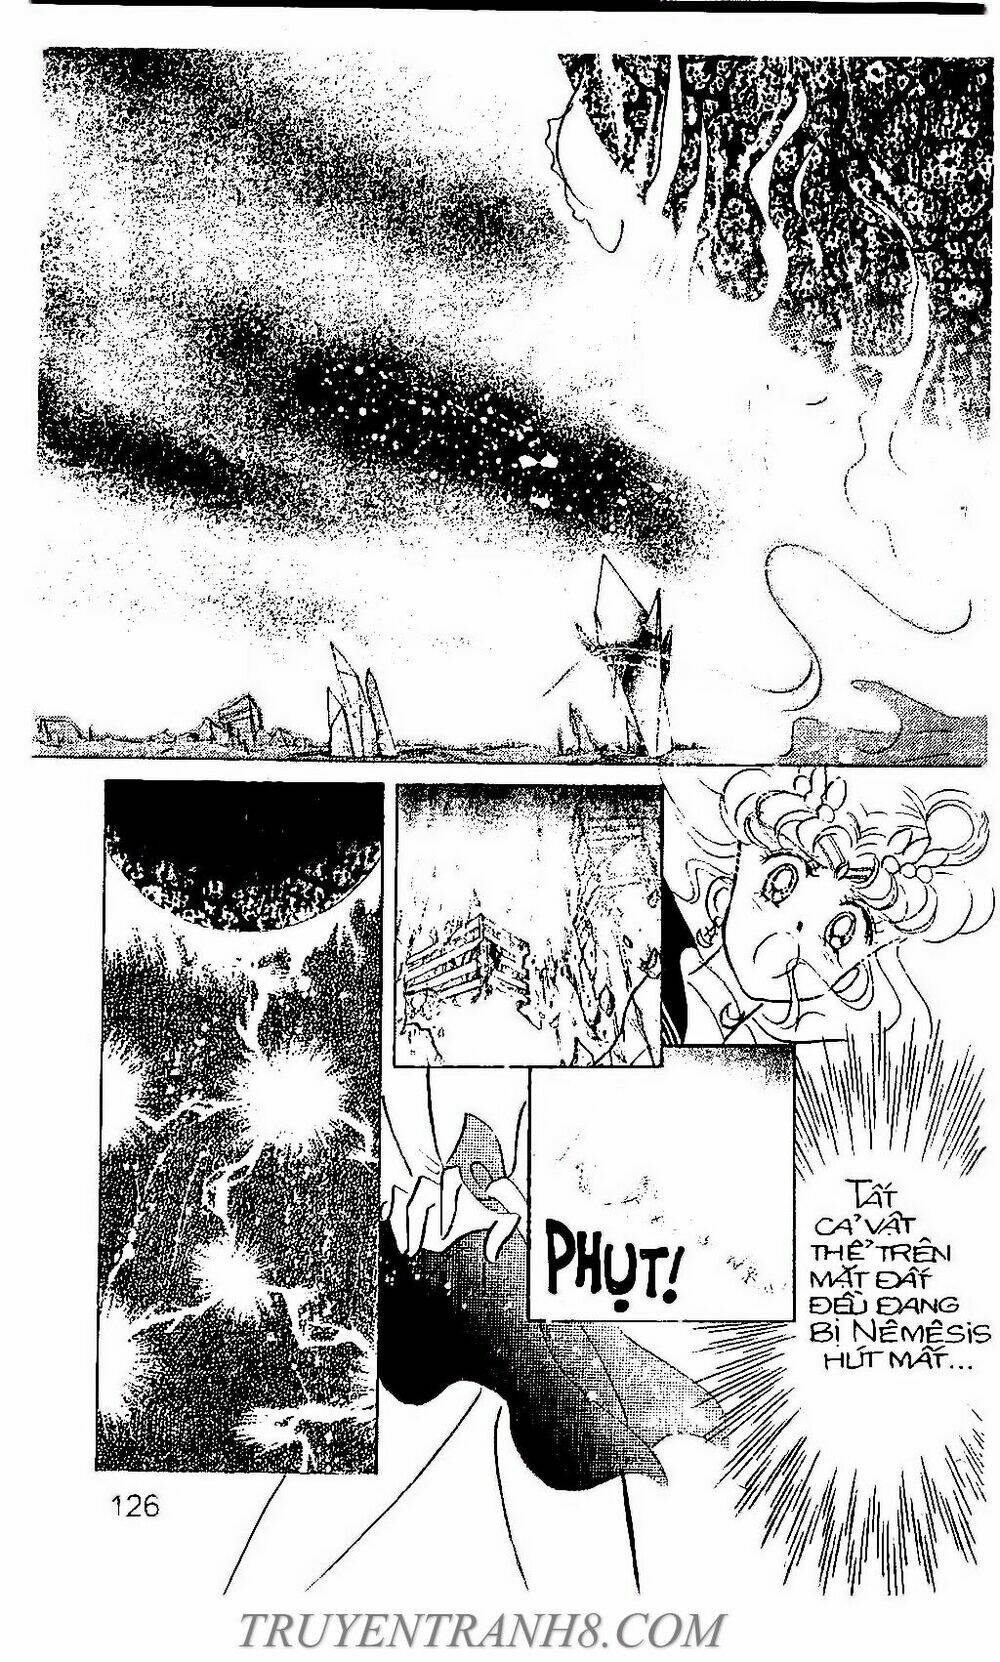 PHỤT!
TẤT
CẢ VẬT
THỂ TRÊN
MẶT ĐẤT
ĐỀU ĐANG
BỊ NÊMÊSIS
HÚT MẤT...
126
TRUYENTRANH8.COM